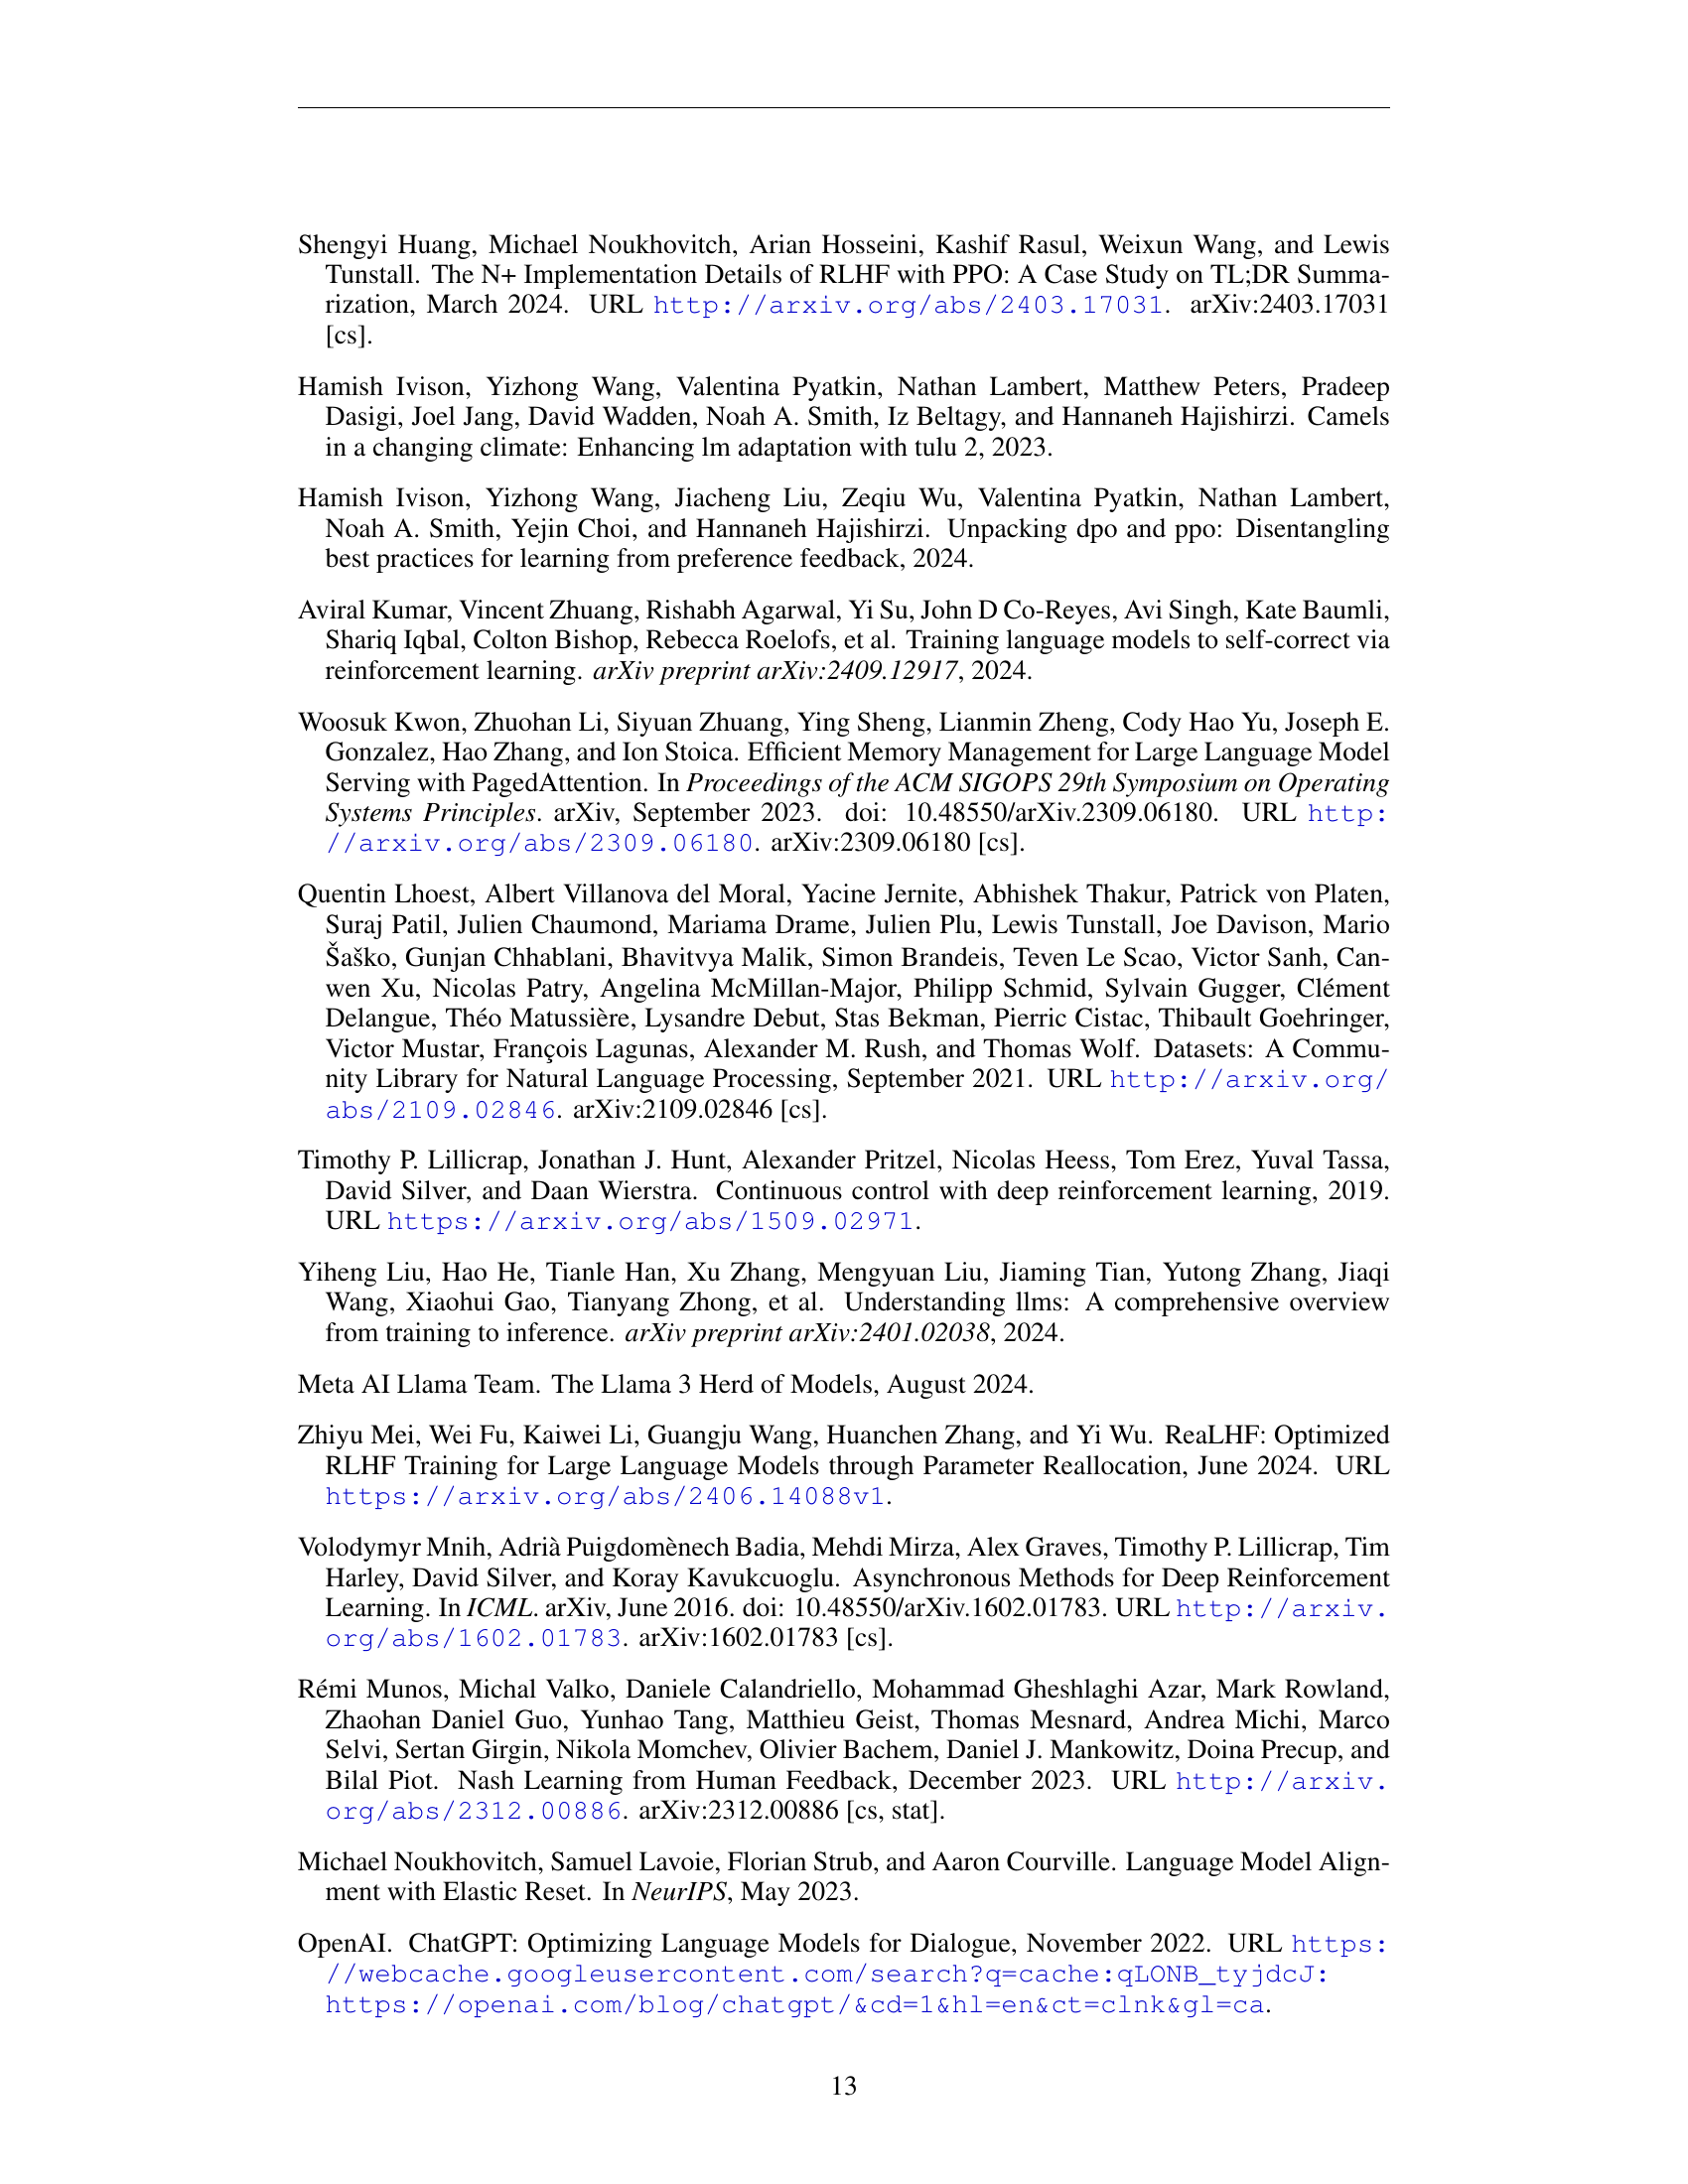 Shengyi Huang, Michael Noukhovitch, Arian Hosseini, Kashif Rasul, Weixun Wang, and Lewis
Tunstall. The N+ Implementation Details of RLHF with PPO: A Case Study on TL;DR Summa-
rization, March 2024. URL http://arxiv.org/abs/2403.17031. arXiv:2403.17031
[cs].
Hamish Ivison, Yizhong Wang, Valentina Pyatkin, Nathan Lambert, Matthew Peters, Pradeep
Dasigi, Joel Jang, David Wadden, Noah A. Smith, Iz Beltagy, and Hannaneh Hajishirzi. Camels
in a changing climate: Enhancing lm adaptation with tulu 2, 2023.
Hamish Ivison, Yizhong Wang, Jiacheng Liu, Zeqiu Wu, Valentina Pyatkin, Nathan Lambert,
Noah A. Smith, Yejin Choi, and Hannaneh Hajishirzi. Unpacking dpo and ppo: Disentangling
best practices for learning from preference feedback, 2024.
Aviral Kumar, Vincent Zhuang, Rishabh Agarwal, Yi Su, John D Co-Reyes, Avi Singh, Kate Baumli,
Shariq Iqbal, Colton Bishop, Rebecca Roelofs, et al. Training language models to self-correct via
reinforcement learning. arXiv preprint arXiv:2409.12917, 2024.
Woosuk Kwon, Zhuohan Li, Siyuan Zhuang, Ying Sheng, Lianmin Zheng, Cody Hao Yu, Joseph E.
Gonzalez, Hao Zhang, and Ion Stoica. Efficient Memory Management for Large Language Model
Serving with PagedAttention. In Proceedings of the ACM SIGOPS 29th Symposium on Operating
Systems Principles. arXiv, September 2023. doi: 10.48550/arXiv.2309.06180. URL http:
//arxiv.org/abs/2309.06180. arXiv:2309.06180 [cs].
Quentin Lhoest, Albert Villanova del Moral, Yacine Jernite, Abhishek Thakur, Patrick von Platen,
Suraj Patil, Julien Chaumond, Mariama Drame, Julien Plu, Lewis Tunstall, Joe Davison, Mario
Šaško, Gunjan Chhablani, Bhavitvya Malik, Simon Brandeis, Teven Le Scao, Victor Sanh, Can-
wen Xu, Nicolas Patry, Angelina McMillan-Major, Philipp Schmid, Sylvain Gugger, Clément
Delangue, Théo Matussière, Lysandre Debut, Stas Bekman, Pierric Cistac, Thibault Goehringer,
Victor Mustar, François Lagunas, Alexander M. Rush, and Thomas Wolf. Datasets: A Commu-
nity Library for Natural Language Processing, September 2021. URL http://arxiv.org/
abs/2109.02846. arXiv:2109.02846 [cs].
Timothy P. Lillicrap, Jonathan J. Hunt, Alexander Pritzel, Nicolas Heess, Tom Erez, Yuval Tassa,
David Silver, and Daan Wierstra. Continuous control with deep reinforcement learning, 2019.
URL https://arxiv.org/abs/1509.02971.
Yiheng Liu, Hao He, Tianle Han, Xu Zhang, Mengyuan Liu, Jiaming Tian, Yutong Zhang, Jiaqi
Wang, Xiaohui Gao, Tianyang Zhong, et al. Understanding llms: A comprehensive overview
from training to inference. arXiv preprint arXiv:2401.02038, 2024.
Meta AI Llama Team. The Llama 3 Herd of Models, August 2024.
Zhiyu Mei, Wei Fu, Kaiwei Li, Guangju Wang, Huanchen Zhang, and Yi Wu. ReaLHF: Optimized
RLHF Training for Large Language Models through Parameter Reallocation, June 2024. URL
https://arxiv.org/abs/2406.14088v1.
Volodymyr Mnih, Adrià Puigdomènech Badia, Mehdi Mirza, Alex Graves, Timothy P. Lillicrap, Tim
Harley, David Silver, and Koray Kavukcuoglu. Asynchronous Methods for Deep Reinforcement
Learning. In ICML. arXiv, June 2016. doi: 10.48550/arXiv.1602.01783. URL http://arxiv.
org/abs/1602.01783. arXiv:1602.01783 [cs].
Rémi Munos, Michal Valko, Daniele Calandriello, Mohammad Gheshlaghi Azar, Mark Rowland,
Zhaohan Daniel Guo, Yunhao Tang, Matthieu Geist, Thomas Mesnard, Andrea Michi, Marco
Selvi, Sertan Girgin, Nikola Momchev, Olivier Bachem, Daniel J. Mankowitz, Doina Precup, and
Bilal Piot. Nash Learning from Human Feedback, December 2023. URL http://arxiv.
org/abs/2312.00886. arXiv:2312.00886 [cs, stat].
Michael Noukhovitch, Samuel Lavoie, Florian Strub, and Aaron Courville. Language Model Align-
ment with Elastic Reset. In NeurIPS, May 2023.
OpenAI. ChatGPT: Optimizing Language Models for Dialogue, November 2022. URL https:
//webcache.googleusercontent.com/search?q=cache:qLONB_tyjdcJ:
https://openai.com/blog/chatgpt/&cd=1&hl=en&ct=clnk&gl=ca.
13